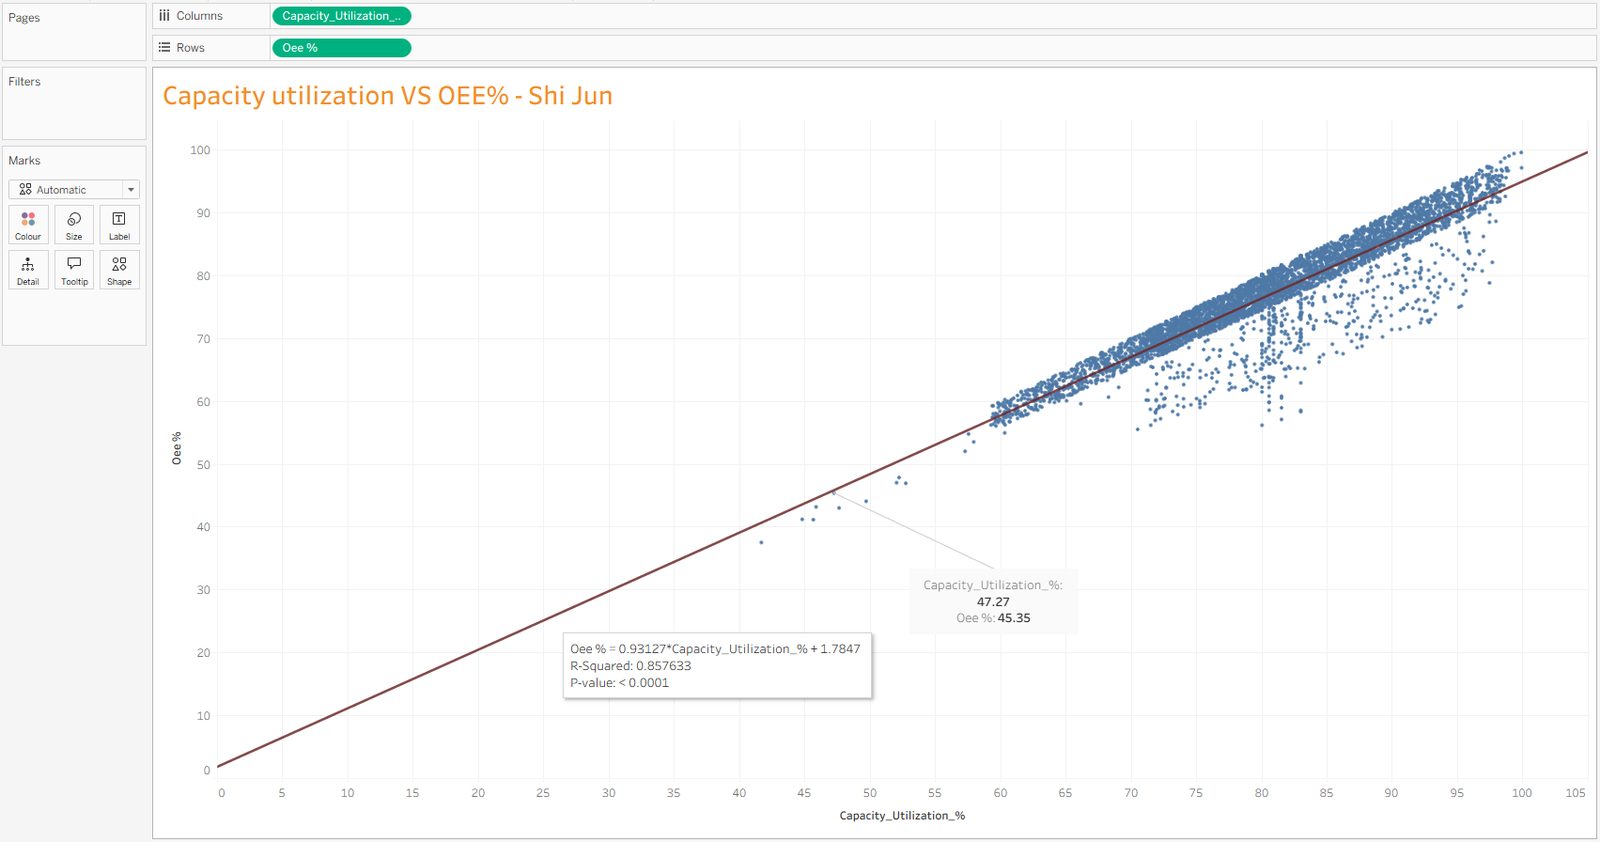 Pages
Columns
Capacity_Utilization_..
Rows
Oee %
Filters
Marks
Automatic
Colour
Size
Label
Detail
Tooltip
Shape
Capacity utilization VS OEE% - Shi Jun
100
90
80
70
60
50
40
30
20
10
0
Oee %
Capacity_Utilization_%:
47.27
Oee %: 45.35
Oee % = 0.93127*Capacity_Utilization_% + 1.7847
R-Squared: 0.857633
P-value: < 0.0001
0 5 10 15 20 25 30 35 40 45 50 55 60 65 70 75 80 85 90 95 100 105
Capacity_Utilization_%